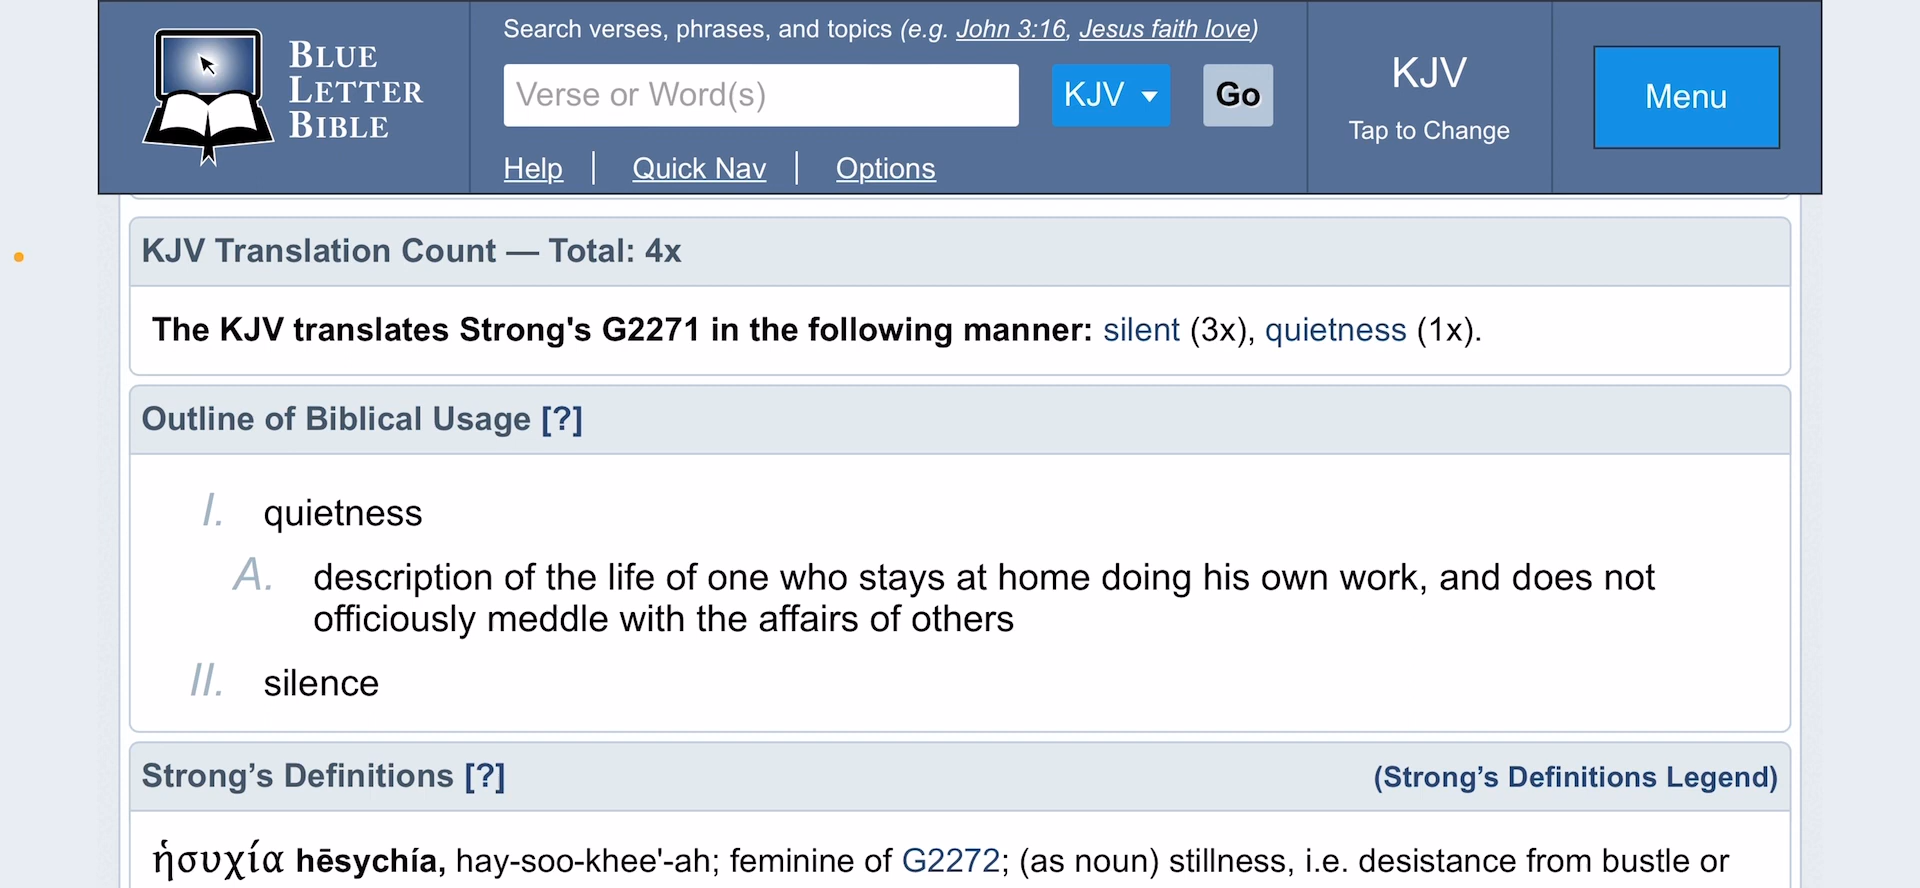 BLUE
LETTER
BIBLE
Search verses, phrases, and topics (e.g. John 3:16, Jesus faith love)
Verse or Word(s)
KJV
Go
Help | Quick Nav | Options
KJV
Tap to Change
Menu
KJV Translation Count — Total: 4x
The KJV translates Strong's G2271 in the following manner: silent (3x), quietness (1x).
Outline of Biblical Usage [?]
I. quietness
A. description of the life of one who stays at home doing his own work, and does not
officiously meddle with the affairs of others
II. silence
Strong’s Definitions [?]
(Strong’s Definitions Legend)
ἡσυχία hēsychía, hay-soo-khee'-ah; feminine of G2272; (as noun) stillness, i.e. desistance from bustle or